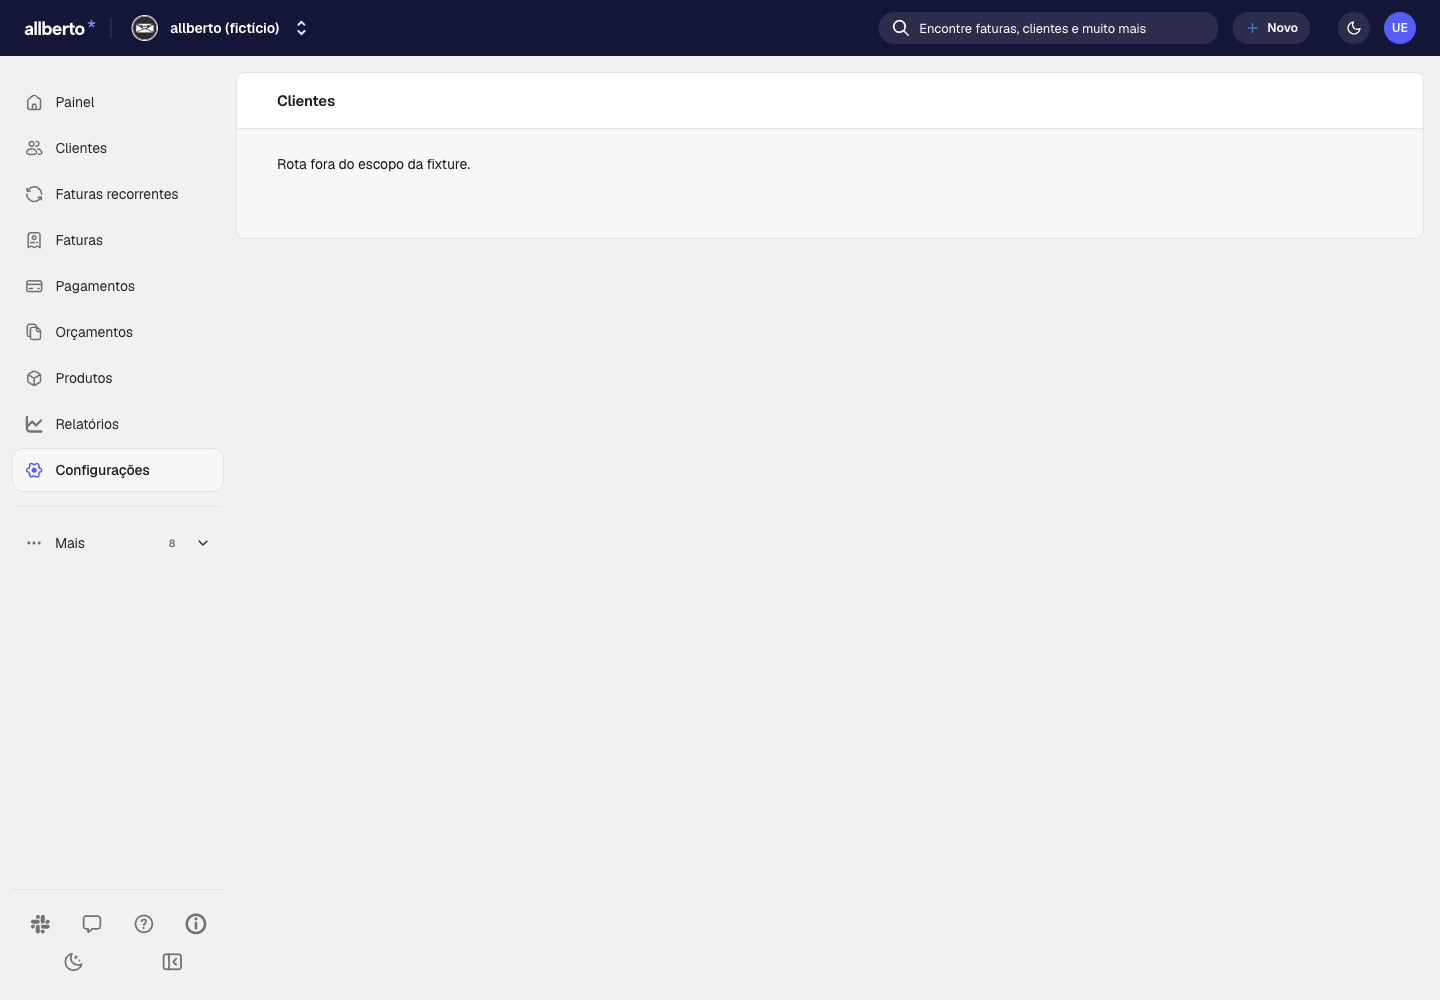 allberto*
allberto (fictício)
Encontre faturas, clientes e muito mais
Novo
UE
Painel
Clientes
Faturas recorrentes
Faturas
Pagamentos
Orçamentos
Produtos
Relatórios
Configurações
Mais 8
Clientes
Rota fora do escopo da fixture.